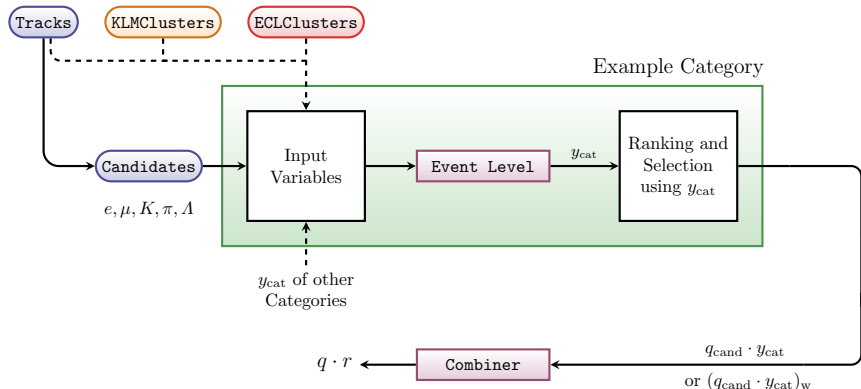 Tracks
KLMClusters
ECLClusters
Example Category
Candidates
e, μ, K, π, Λ
Input
Variables
Event Level
y_cat
Ranking and
Selection
using y_cat
y_cat of other
Categories
q · r
Combiner
q_cand · y_cat
or (q_cand · y_cat)_w